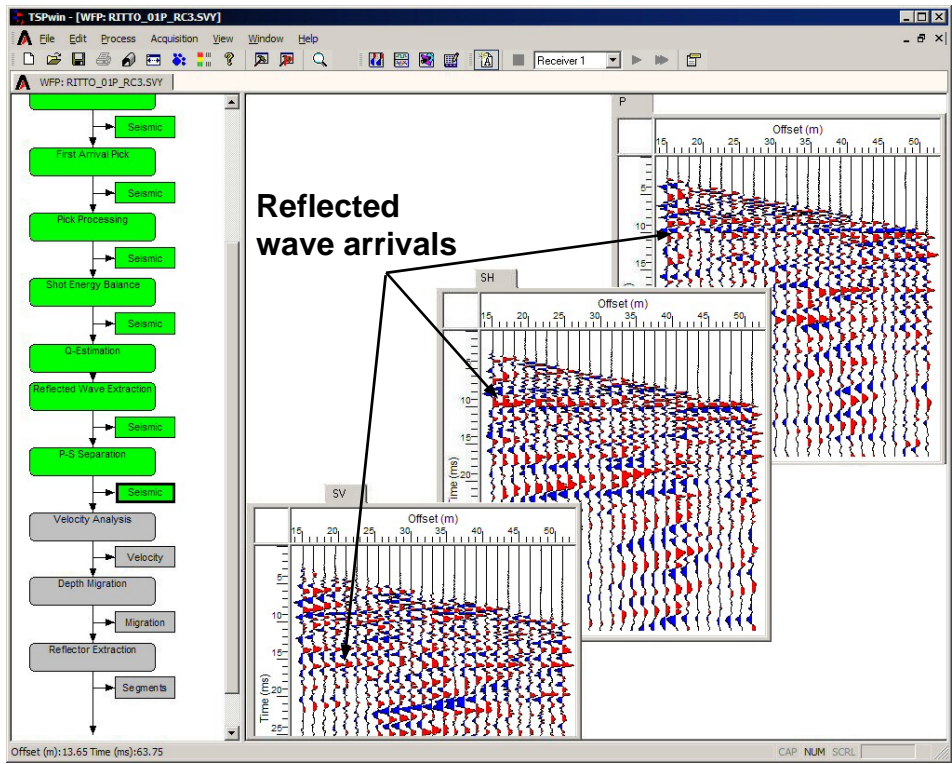 TSPwin - [WFP: RITTO_01P_RC3.SVY]
File Edit Process Acquisition View Window Help
Receiver 1
WFP: RITTO_01P_RC3.SVY
Seismic
First Arrival Pick
Seismic
Pick Processing
Seismic
Shot Energy Balance
Seismic
Q-Estimation
Reflected Wave Extraction
Seismic
P-S Separation
Seismic
Velocity Analysis
Velocity
Depth Migration
Migration
Reflector Extraction
Segments
Reflected
wave arrivals
P
Offset (m)
15 20 25 30 35 40 45 50
5
10
15
SH
Offset (m)
15 20 25 30 35 40 45 50
10
15
20
Time (ms)
SV
Offset (m)
15 20 25 30 35 40 45 50
5
10
15
20
25
Time (ms)
Offset (m):13.65 Time (ms):63.75
CAP NUM SCRL